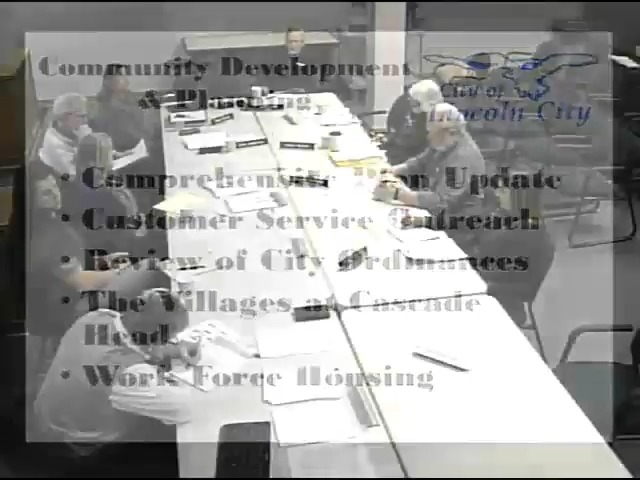 Community Development
& Planning
City of
Lincoln City
• Comprehensive Plan Update
• Customer Service Outreach
• Review of City Ordinances
• The Villages at Cascade
Head
• Work Force Housing